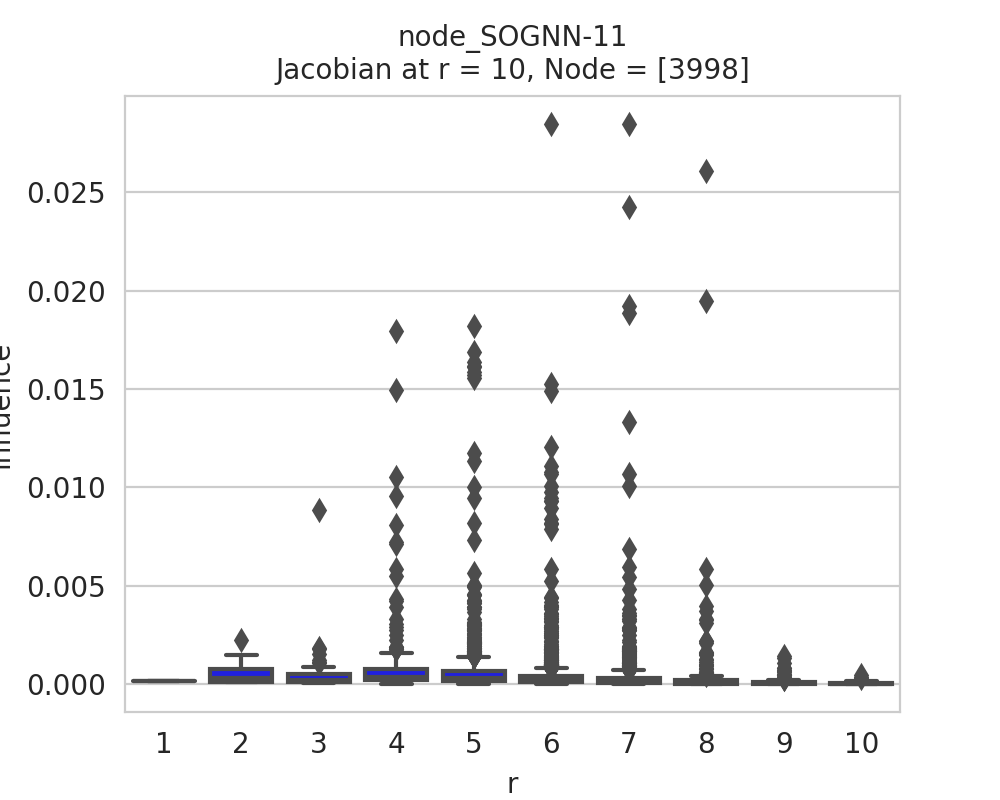 node_SOGNN-11
Jacobian at r = 10, Node = [3998]
0.025
0.020
0.015
0.010
0.005
0.000
influence
1 2 3 4 5 6 7 8 9 10
r